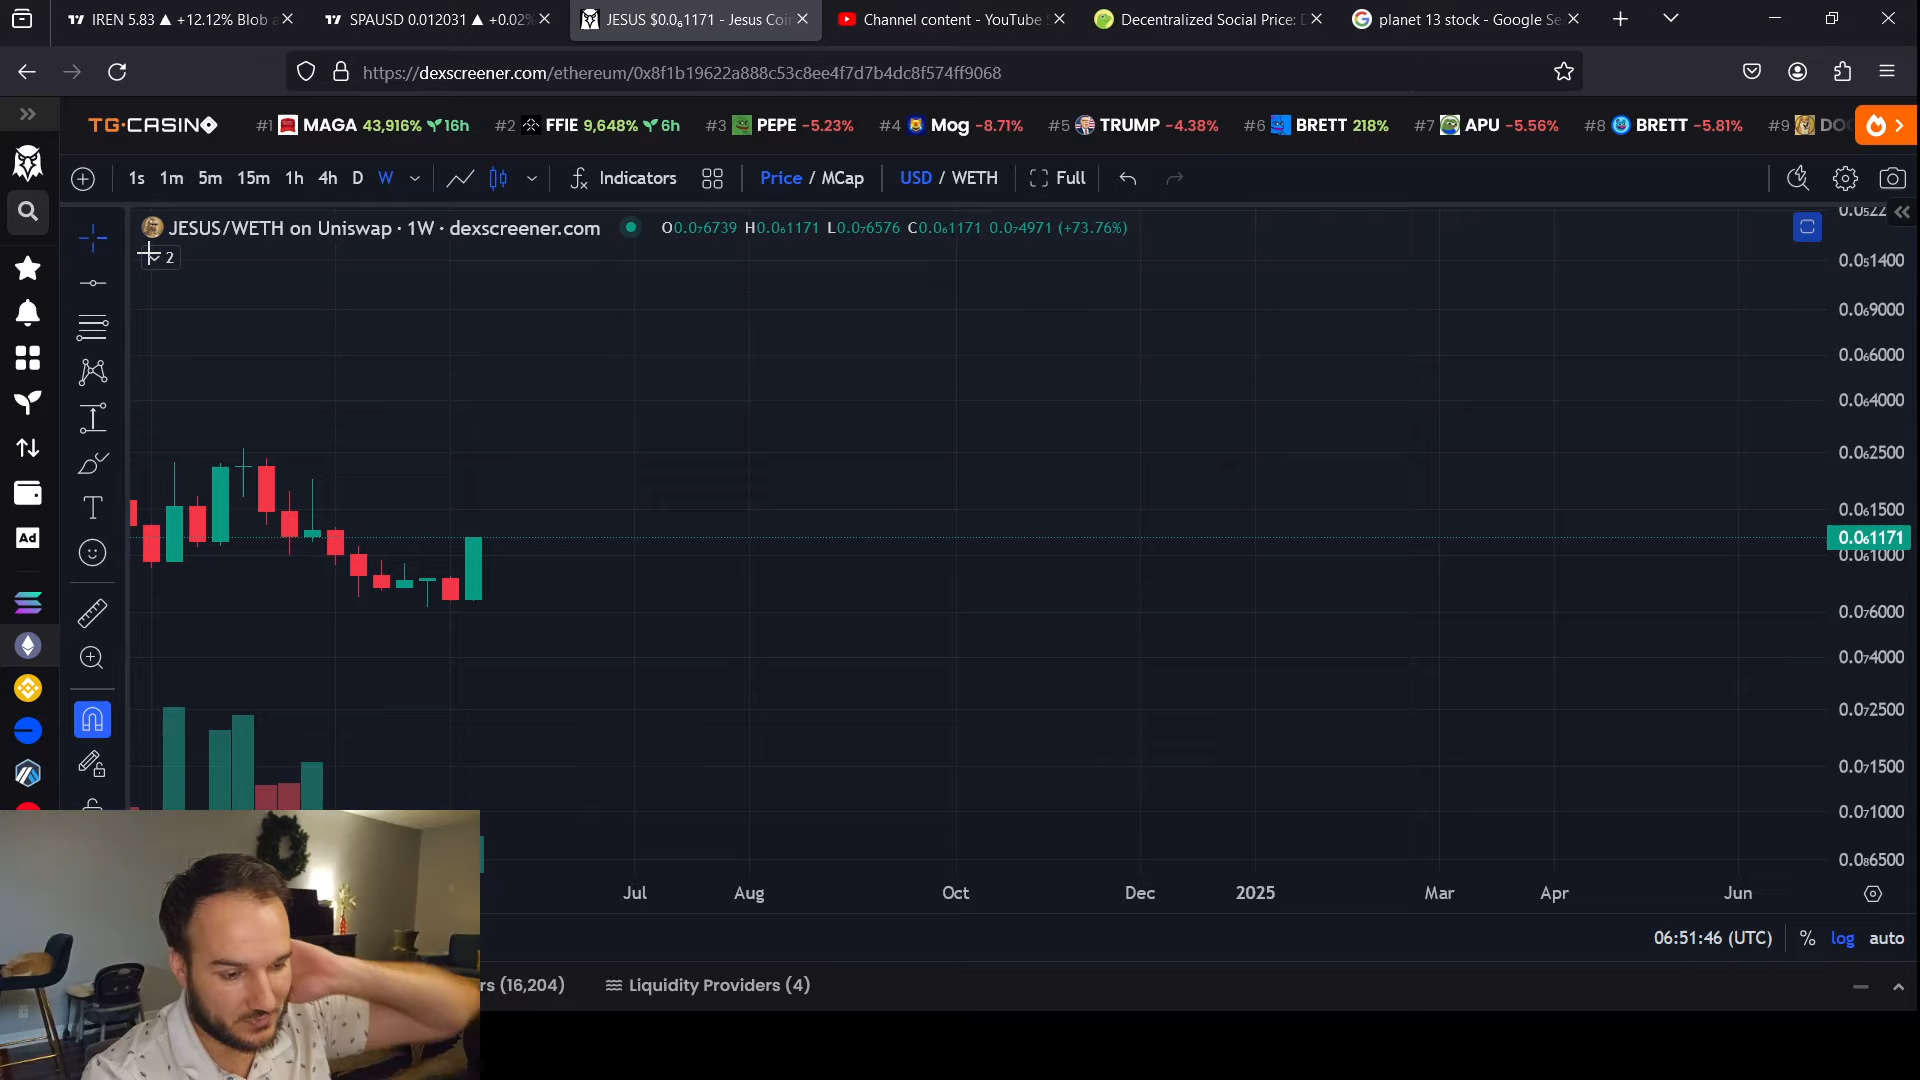 IREN 5.83 ▲ +12.12% Blob a
SPAUSD 0.012031 ▲ +0.02%
JESUS $0.0₆1171 - Jesus Coin
Channel content - YouTube S
Decentralized Social Price: D
planet 13 stock - Google Se
https://dexscreener.com/ethereum/0x8f1b19622a888c53c8ee4f7d7b4dc8f574ff9068
TG.CASINO
#1 MAGA 43,916% 16h
#2 FFIE 9,648% 6h
#3 PEPE -5.23%
#4 Mog -8.71%
#5 TRUMP -4.38%
#6 BRETT 218%
#7 APU -5.56%
#8 BRETT -5.81%
#9 DO
1s 1m 5m 15m 1h 4h D W
Indicators
Price / MCap
USD / WETH
Full
JESUS/WETH on Uniswap · 1W · dexscreener.com
O0.0₇6739 H0.0₆1171 L0.0₇6576 C0.0₆1171 0.0₇4971 (+73.76%)
2
0.0₅22
0.0₅1400
0.0₆9000
0.0₆6000
0.0₆4000
0.0₆2500
0.0₆1500
0.0₆1171
0.0₆1000
0.0₇6000
0.0₇4000
0.0₇2500
0.0₇1500
0.0₇1000
0.0₈6500
Ad
Jul Aug Oct Dec 2025 Mar Apr Jun
06:51:46 (UTC) % log auto
rs (16,204)
Liquidity Providers (4)